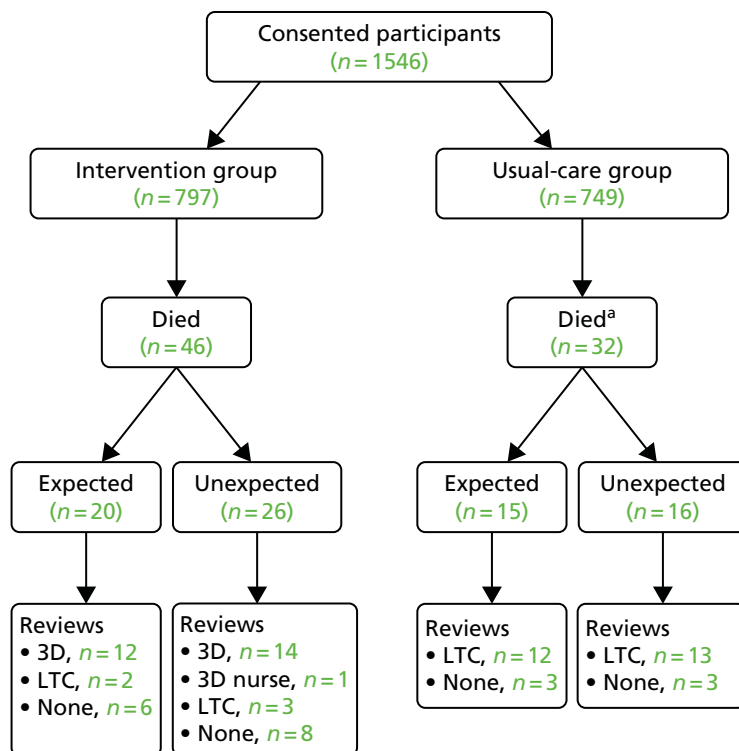 Consented participants
(n=1546)
Intervention group
(n=797)
Usual-care group
(n=749)
Died
(n=46)
Diedᵃ
(n=32)
Expected
(n=20)
Unexpected
(n=26)
Expected
(n=15)
Unexpected
(n=16)
Reviews
• 3D, n=12
• LTC, n=2
• None, n=6
Reviews
• 3D, n=14
• 3D nurse, n=1
• LTC, n=3
• None, n=8
Reviews
• LTC, n=12
• None, n=3
Reviews
• LTC, n=13
• None, n=3